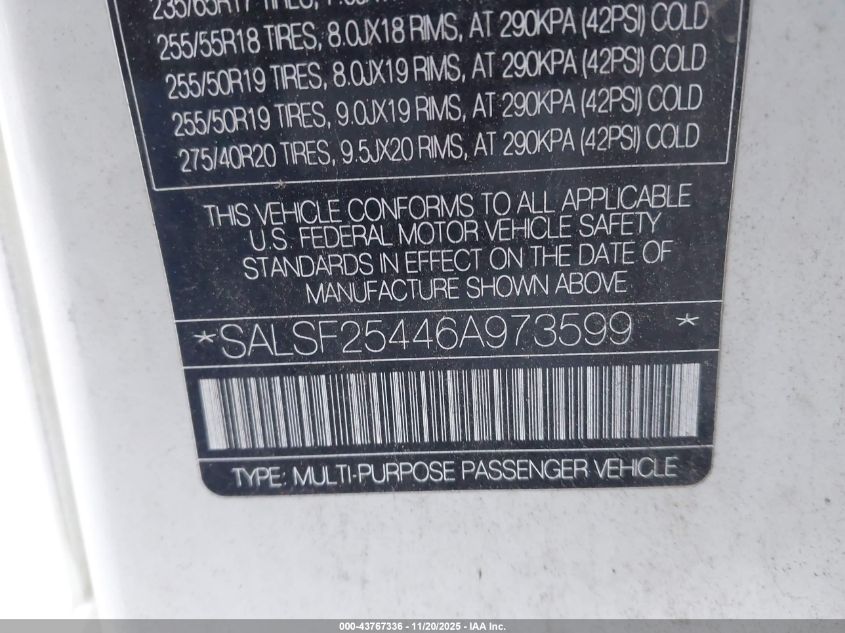 235/65R17 TIRES,
255/55R18 TIRES, 8.0JX18 RIMS, AT 290KPA (42PSI) COLD
255/50R19 TIRES, 8.0JX19 RIMS, AT 290KPA (42PSI) COLD
255/50R19 TIRES, 9.0JX19 RIMS, AT 290KPA (42PSI) COLD
275/40R20 TIRES, 9.5JX20 RIMS, AT 290KPA (42PSI) COLD
THIS VEHICLE CONFORMS TO ALL APPLICABLE
U.S. FEDERAL MOTOR VEHICLE SAFETY
STANDARDS IN EFFECT ON THE DATE OF
MANUFACTURE SHOWN ABOVE
*SALSF25446A973599 *
TYPE: MULTI-PURPOSE PASSENGER VEHICLE
000-43767336 - 11/20/2025 - IAA Inc.